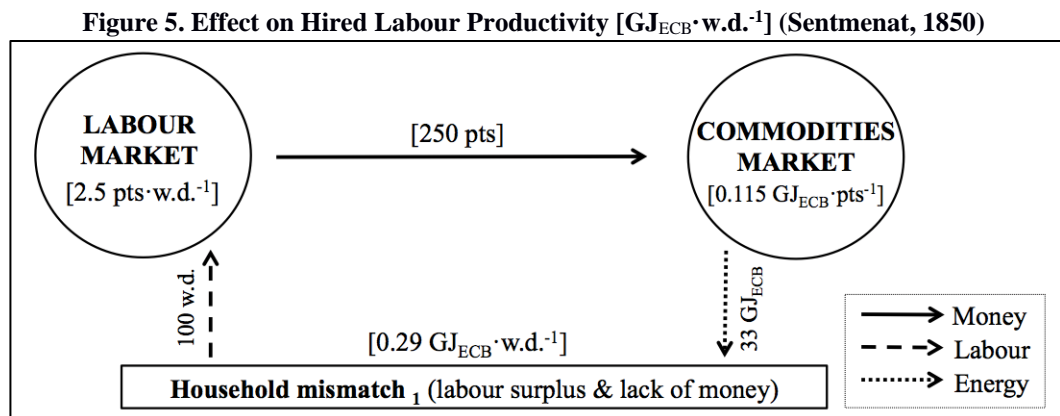 Figure 5. Effect on Hired Labour Productivity [GJECB·w.d.-1] (Sentmenat, 1850)
LABOUR
MARKET
[2.5 pts·w.d.-1]
[250 pts]
COMMODITIES
MARKET
[0.115 GJECB·pts-1]
100 w.d.
33 GJECB
[0.29 GJECB·w.d.-1]
Household mismatch 1 (labour surplus & lack of money)
Money
Labour
Energy